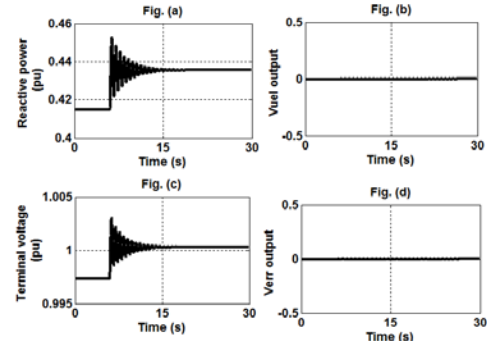 Fig. (a)
Reactive power
(pu)
0.46
0.44
0.42
0.4
0
15
30
Time (s)
Fig. (b)
Vuel output
0.5
0
-0.5
0
15
30
Time (s)
Fig. (c)
Terminal voltage
(pu)
1.005
1
0.995
0
15
30
Time (s)
Fig. (d)
Verr output
0.5
0
-0.5
0
15
30
Time (s)